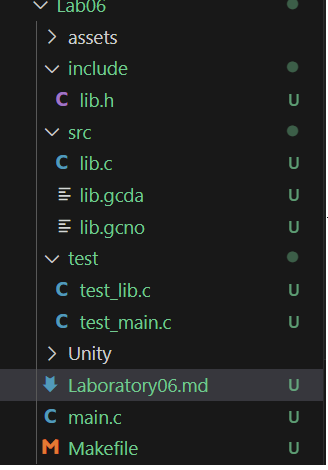 Lab06
assets
include
C lib.h U
src
C lib.c U
lib.gcda U
lib.gcno U
test
C test_lib.c U
C test_main.c U
Unity
Laboratory06.md U
C main.c U
M Makefile U